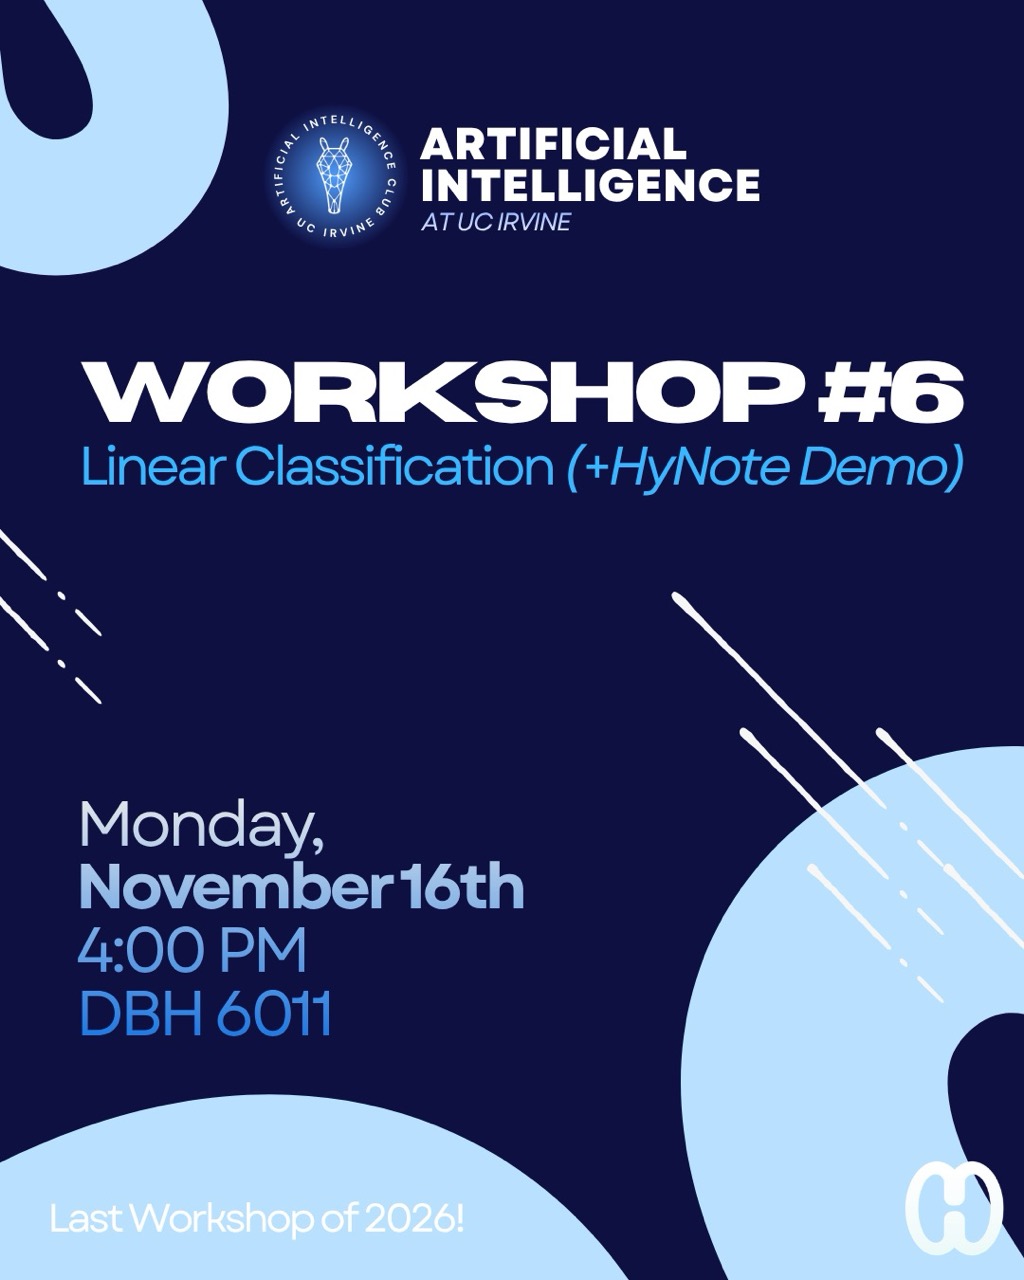 ARTIFICIAL INTELLIGENCE CLUB AT UC IRVINE
ARTIFICIAL
INTELLIGENCE
AT UC IRVINE
WORKSHOP #6
Linear Classification (+HyNote Demo)
Monday,
November 16th
4:00 PM
DBH 6011
Last Workshop of 2026!